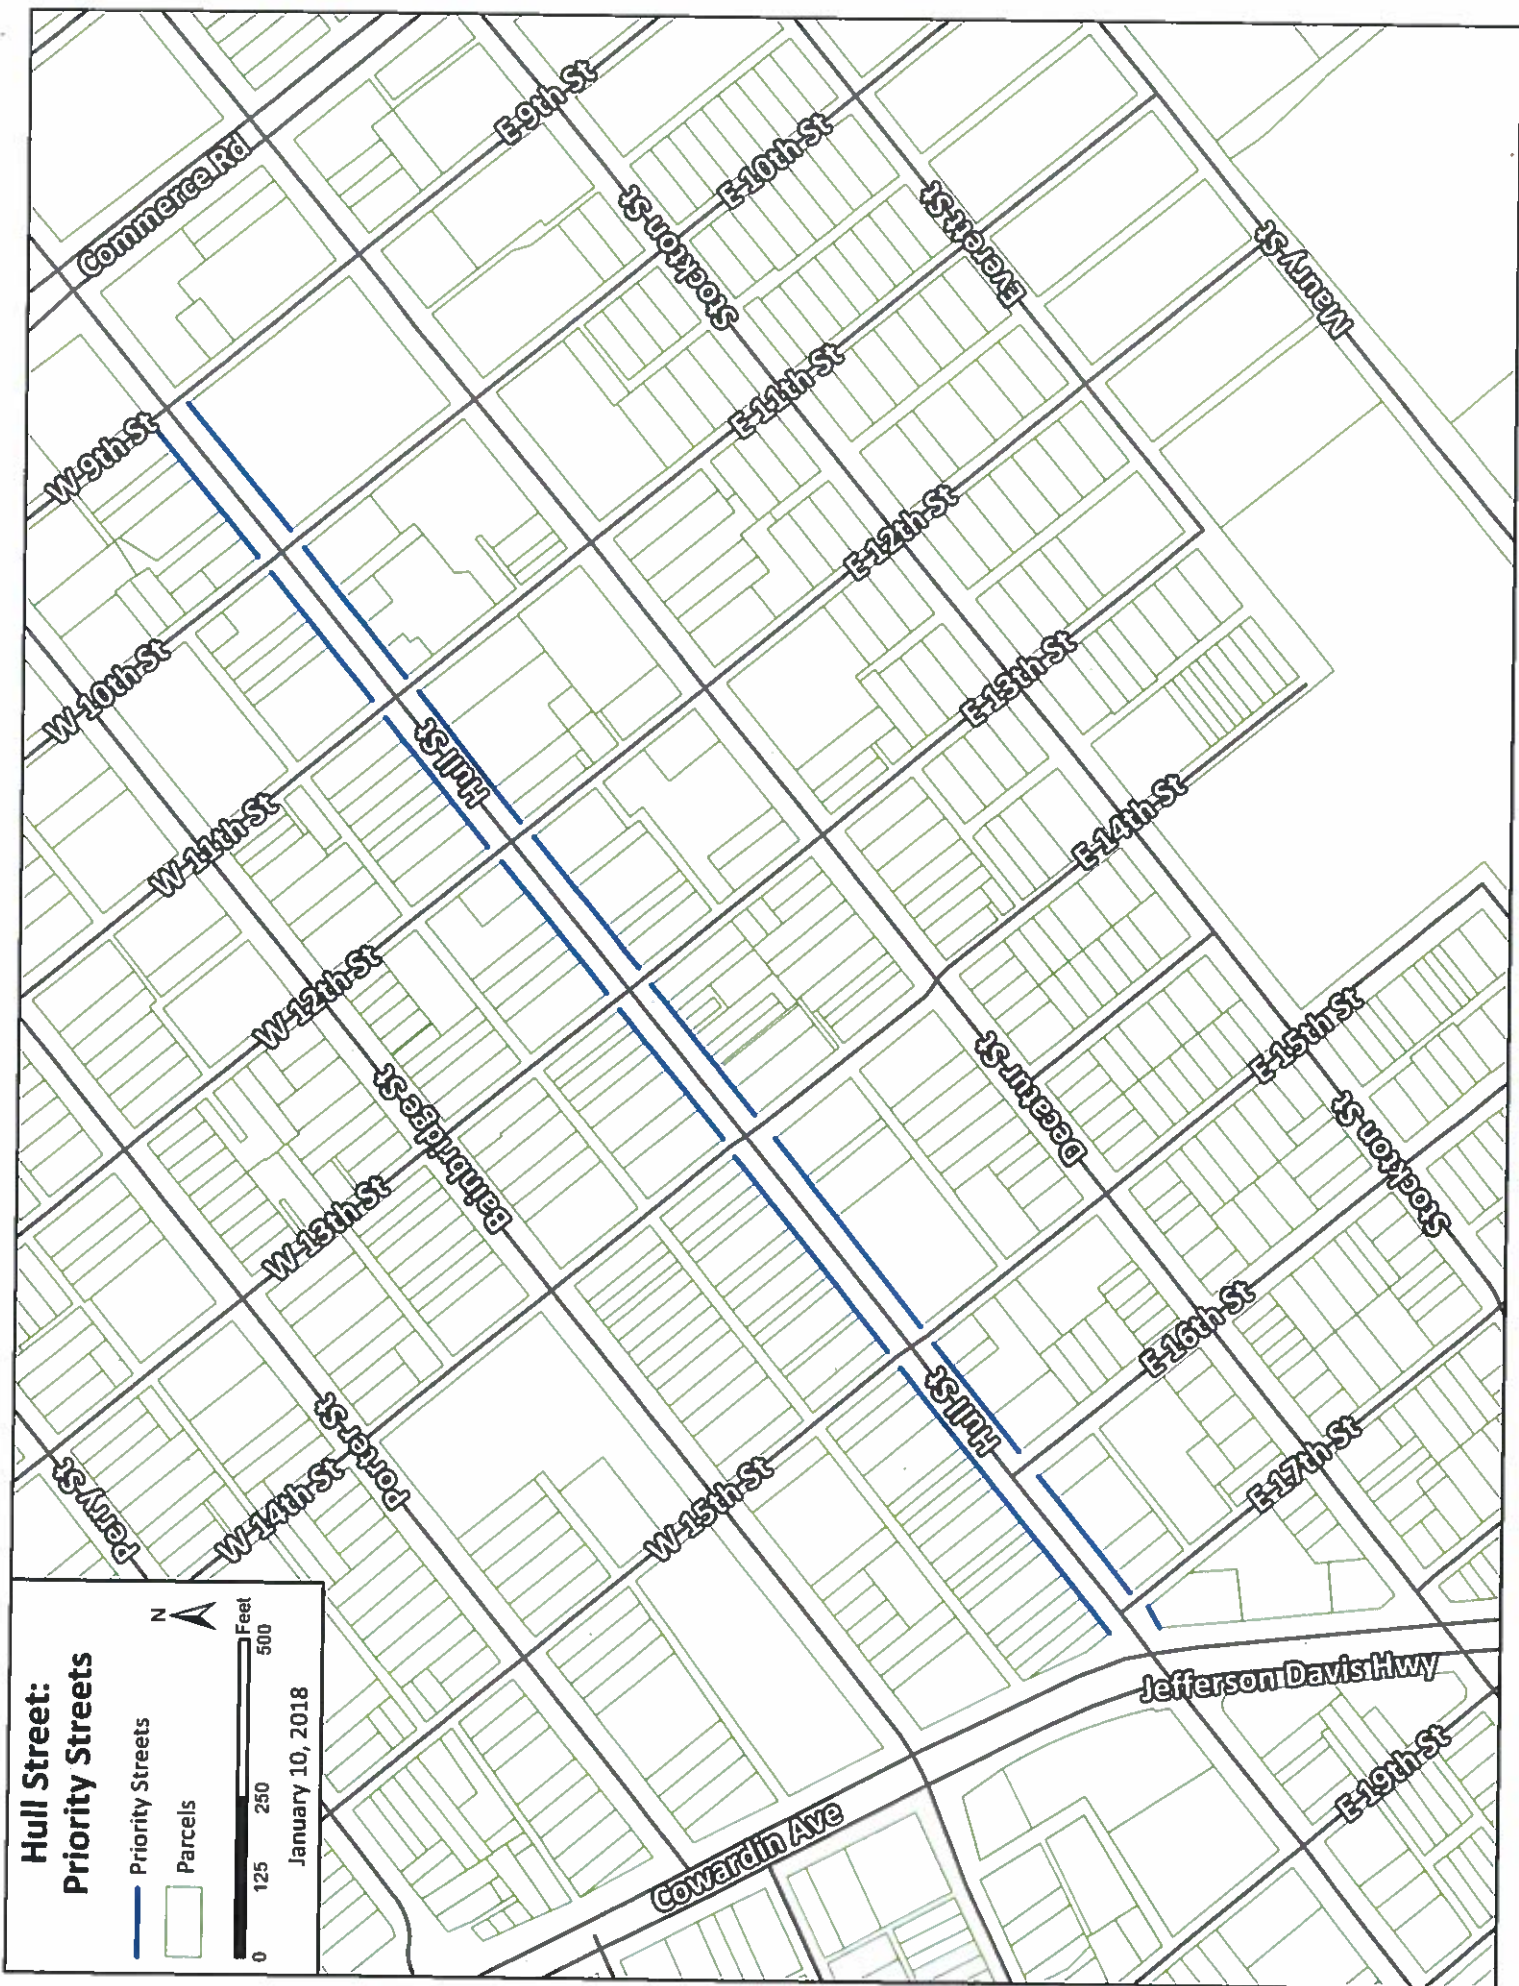 Hull Street:
Priority Streets
Priority Streets
Parcels
N
0 125 250 500
Feet
January 10, 2018
Commerce Rd
E 9th St
E 10th St
Stockton St
Everett St
Maury St
W 9th St
E 11th St
W 10th St
E 12th St
Hull St
E 13th St
W 11th St
E 14th St
W 12th St
Bainbridge St
Decatur St
E 15th St
Stockton St
W 13th St
Hull St
E 16th St
Porter St
Perry St
W 14th St
W 15th St
E 17th St
Jefferson Davis Hwy
Cowardin Ave
E 19th St